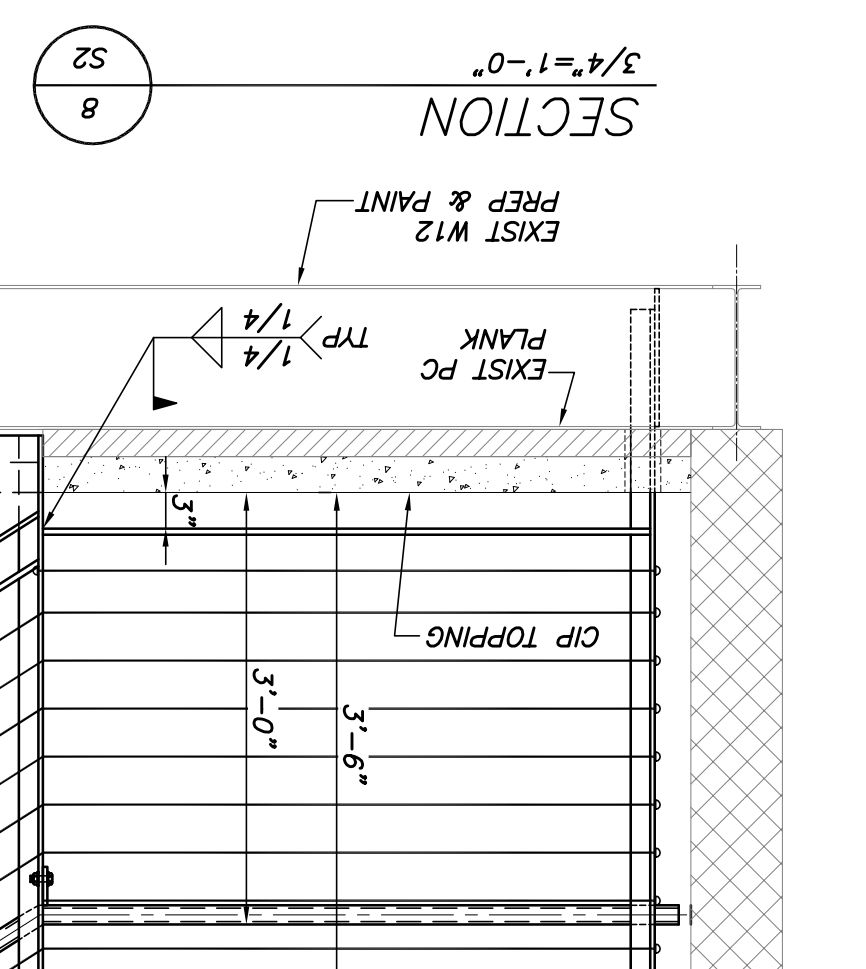 3'-6"
3'-0"
CIP TOPPING
3"
EXIST PC
PLANK
TYP
1/4
1/4
EXIST W12
PREP & PAINT
SECTION
3/4"=1'-0"
8
S2